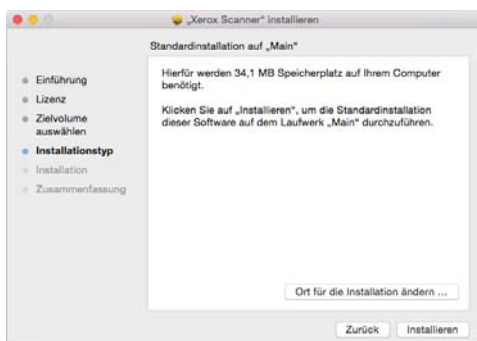 „Xerox Scanner“ installieren
Standardinstallation auf „Main“
Einführung
Lizenz
Zielvolume
auswählen
Installationstyp
Installation
Zusammenfassung
Hierfür werden 34,1 MB Speicherplatz auf Ihrem Computer
benötigt.
Klicken Sie auf „Installieren“, um die Standardinstallation
dieser Software auf dem Laufwerk „Main“ durchzuführen.
Ort für die Installation ändern ...
Zurück
Installieren